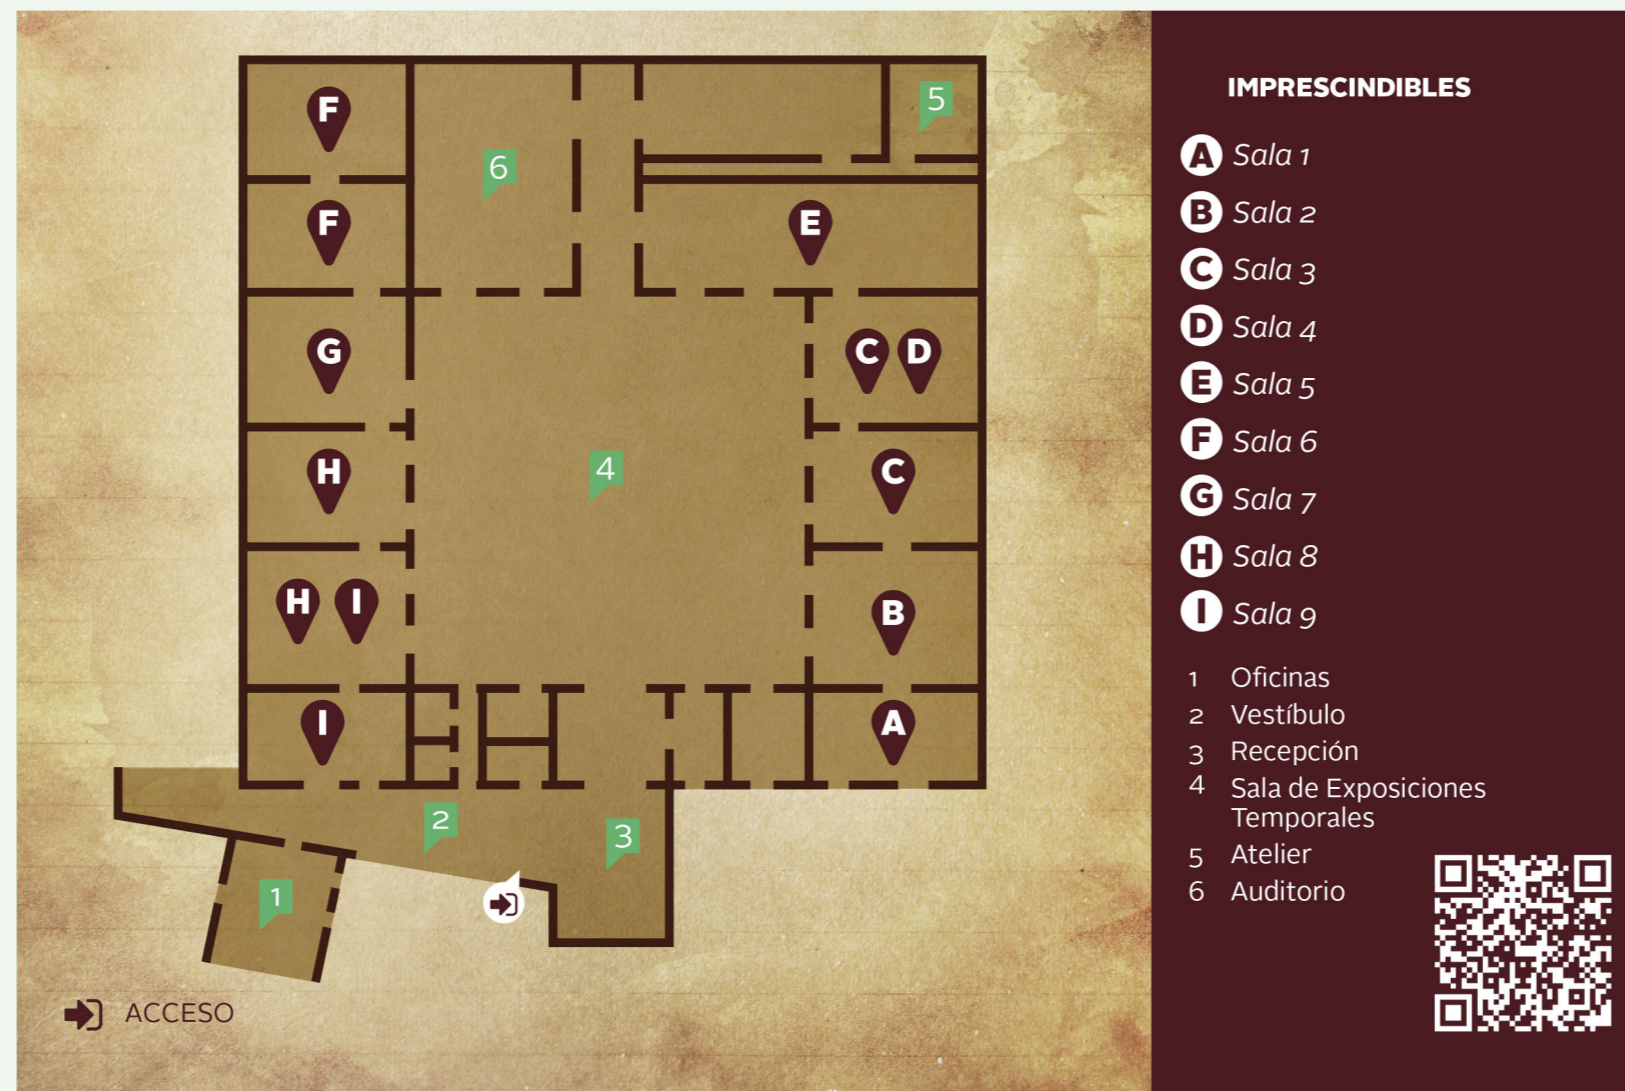 F
5
6
F
E
G
C D
4
H
C
H I
B
I
A
2
3
1
ACCESO
IMPRESCINDIBLES
A Sala 1
B Sala 2
C Sala 3
D Sala 4
E Sala 5
F Sala 6
G Sala 7
H Sala 8
I Sala 9
1 Oficinas
2 Vestíbulo
3 Recepción
4 Sala de Exposiciones
Temporales
5 Atelier
6 Auditorio